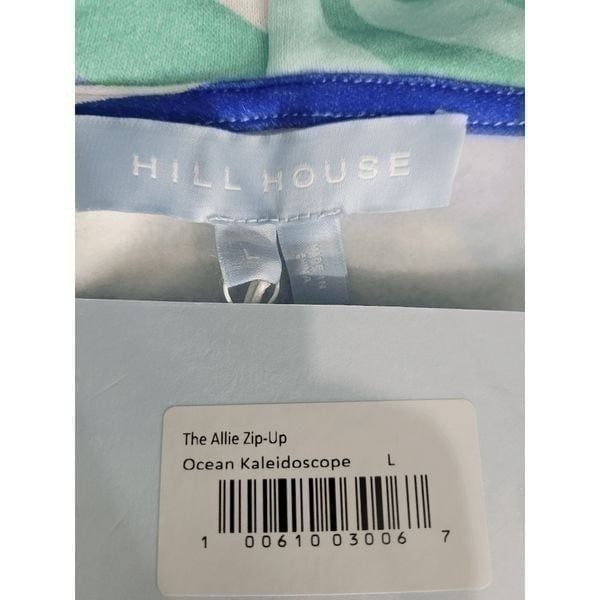 HILL HOUSE
L
The Allie Zip-Up
Ocean Kaleidoscope L
1 00610 03006 7